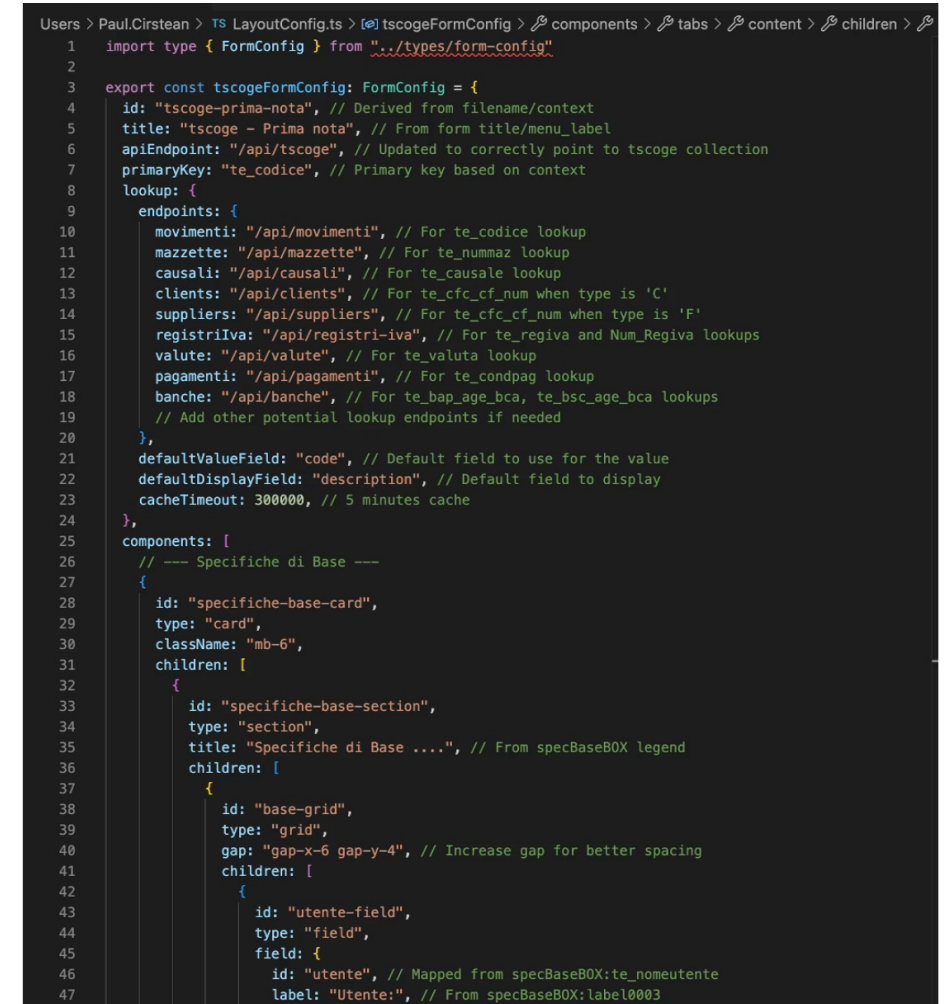 Users > Paul.Cirstean > TS LayoutConfig.ts > tscogeFormConfig > components > tabs > content > children >
1 import type { FormConfig } from "../types/form-config"
2
3 export const tscogeFormConfig: FormConfig = {
4 id: "tscoge-prima-nota", // Derived from filename/context
5 title: "tscoge – Prima nota", // From form title/menu_label
6 apiEndpoint: "/api/tscoge", // Updated to correctly point to tscoge collection
7 primaryKey: "te_codice", // Primary key based on context
8 lookup: {
9 endpoints: {
10 movimenti: "/api/movimenti", // For te_codice lookup
11 mazzette: "/api/mazzette", // For te_nummaz lookup
12 causali: "/api/causali", // For te_causale lookup
13 clients: "/api/clients", // For te_cfc_cf_num when type is 'C'
14 suppliers: "/api/suppliers", // For te_cfc_cf_num when type is 'F'
15 registriIva: "/api/registri-iva", // For te_regiva and Num_Regiva lookups
16 valute: "/api/valute", // For te_valuta lookup
17 pagamenti: "/api/pagamenti", // For te_condpag lookup
18 banche: "/api/banche", // For te_bap_age_bca, te_bsc_age_bca lookups
19 // Add other potential lookup endpoints if needed
20 },
21 defaultValueField: "code", // Default field to use for the value
22 defaultDisplayField: "description", // Default field to display
23 cacheTimeout: 300000, // 5 minutes cache
24 },
25 components: [
26 // --- Specifiche di Base ---
27 {
28 id: "specifiche-base-card",
29 type: "card",
30 className: "mb-6",
31 children: [
32 {
33 id: "specifiche-base-section",
34 type: "section",
35 title: "Specifiche di Base ....", // From specBaseBOX legend
36 children: [
37 {
38 id: "base-grid",
39 type: "grid",
40 gap: "gap-x-6 gap-y-4", // Increase gap for better spacing
41 children: [
42 {
43 id: "utente-field",
44 type: "field",
45 field: {
46 id: "utente", // Mapped from specBaseBOX:te_nomeutente
47 label: "Utente:", // From specBaseBOX:label0003